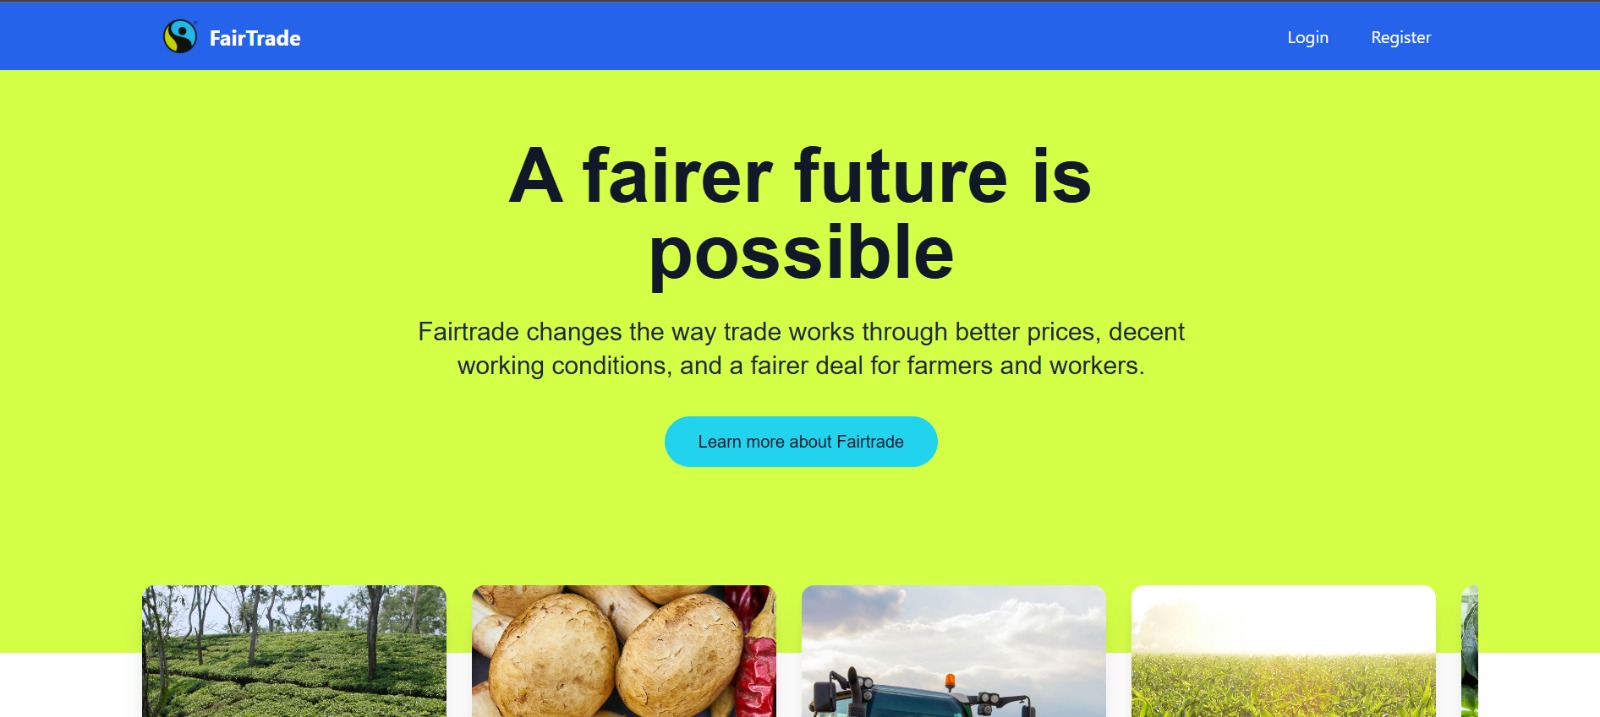 FairTrade
Login
Register
A fairer future is
possible
Fairtrade changes the way trade works through better prices, decent
working conditions, and a fairer deal for farmers and workers.
Learn more about Fairtrade